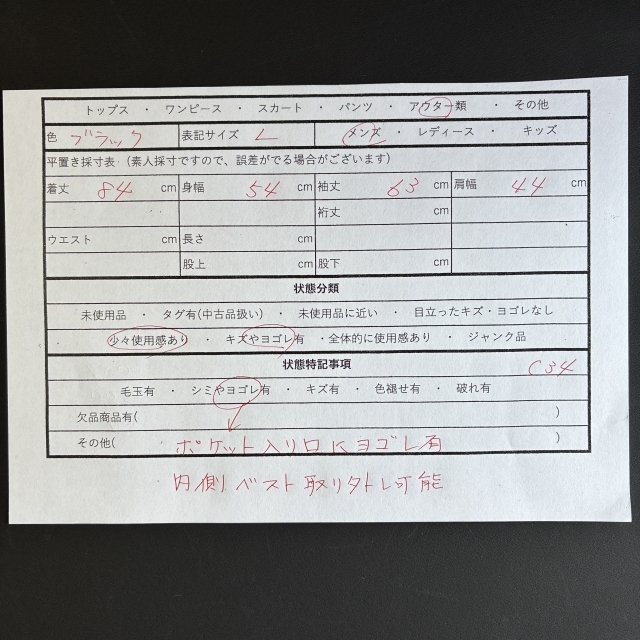 トップス ・ ワンピース ・ スカート ・ パンツ ・ アウター類 ・ その他
色 ブラック 表記サイズ L メンズ ・ レディース ・ キッズ
平置き採寸表（素人採寸ですので、誤差がでる場合がございます）
着丈 84 cm 身幅 54 cm 袖丈 63 cm 肩幅 44 cm
裄丈 cm
ウエスト cm 長さ cm
股上 cm 股下 cm
状態分類
未使用品 ・ タグ有(中古品扱い) ・ 未使用品に近い ・ 目立ったキズ・ヨゴレなし
少々使用感あり ・ キズやヨゴレ有 ・全体的に使用感あり ・ ジャンク品
状態特記事項 C34
毛玉有 ・ シミやヨゴレ有 ・ キズ有 ・ 色褪せ有 ・ 破れ有
欠品商品有( )
その他( ポケット入り口にヨゴレ有 )
内側ベスト取りタトレ可能